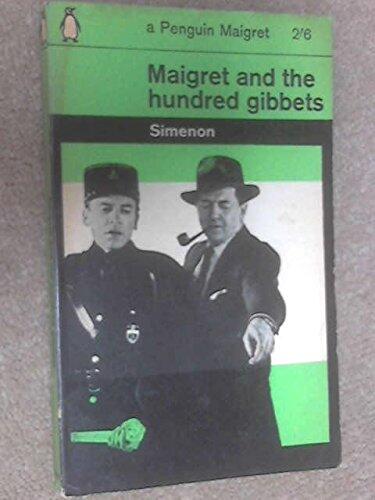 a Penguin Maigret 2'6
Maigret and the
hundred gibbets
Simenon